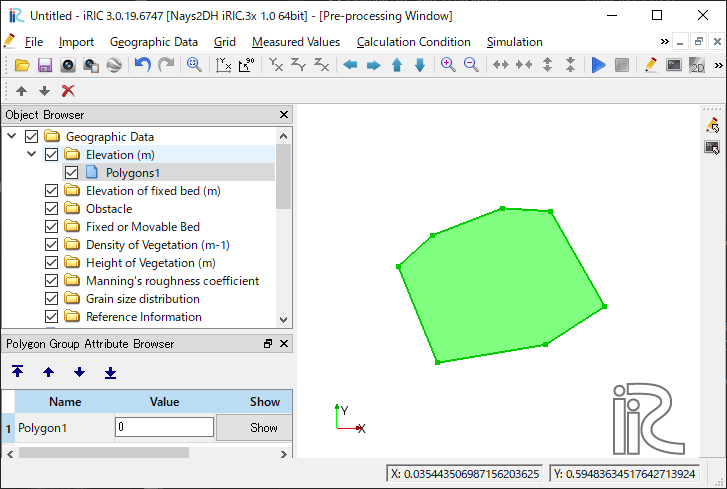 Untitled - iRIC 3.0.19.6747 [Nays2DH iRIC.3x 1.0 64bit] - [Pre-processing Window]
File Import Geographic Data Grid Measured Values Calculation Condition Simulation »
Object Browser
Geographic Data
Elevation (m)
Polygons1
Elevation of fixed bed (m)
Obstacle
Fixed or Movable Bed
Density of Vegetation (m-1)
Height of Vegetation (m)
Manning's roughness coefficient
Grain size distribution
Reference Information
Polygon Group Attribute Browser
Name Value Show
1 Polygon1 0 Show
Y
X
iRIC
X: 0.035443506987156203625 Y: 0.59483634517642713924